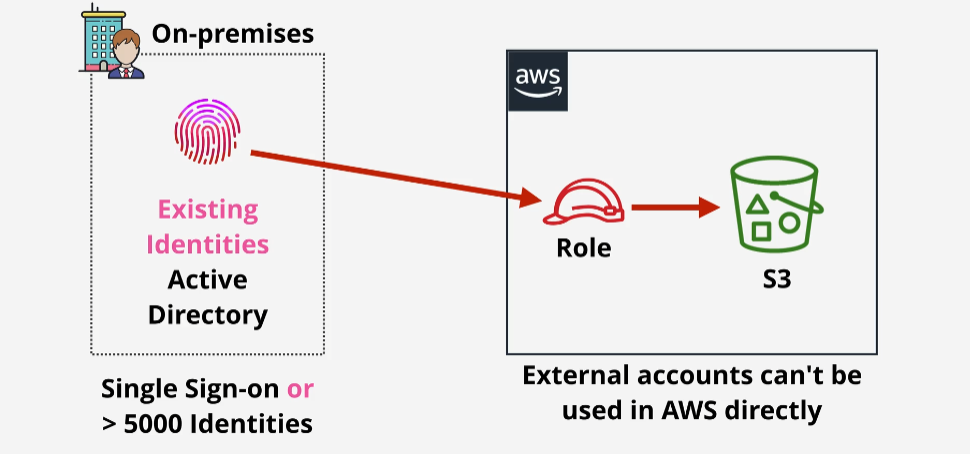 On-premises
Existing
Identities
Active
Directory
Single Sign-on or
> 5000 Identities
aws
Role
S3
External accounts can't be
used in AWS directly